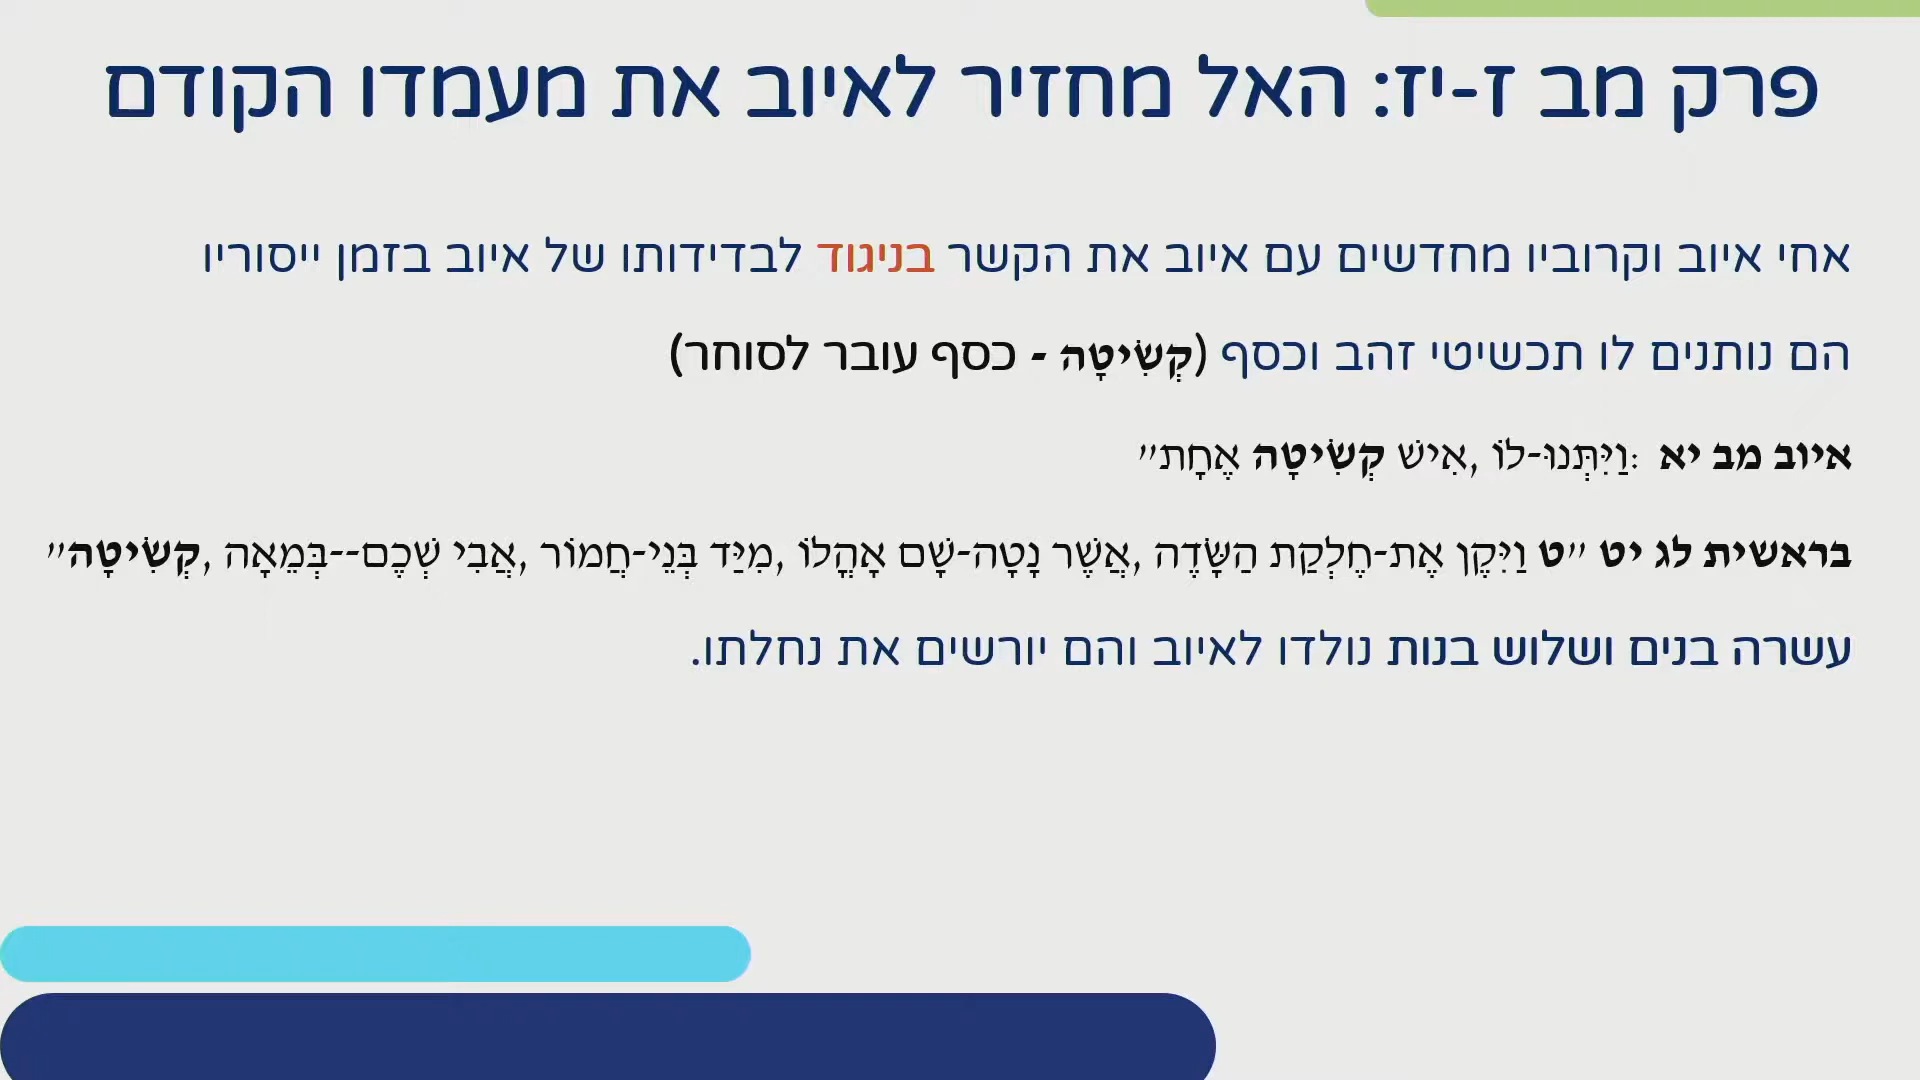 פרק מב ז-יז: האל מחזיר לאיוב את מעמדו הקודם
אחי איוב וקרוביו מחדשים עם איוב את הקשר בניגוד לבדידותו של איוב בזמן ייסוריו
הם נותנים לו תכשיטי זהב וכסף (קְשִׂיטָה - כסף עובר לסוחר)
איוב מב יא :וַיִּתְּנוּ-לוֹ ,אִישׁ קְשִׂיטָה אֶחָת״
בראשית לג יט ״ט וַיִּקֶן אֶת-חֶלְקַת הַשָּׂדֶה ,אֲשֶׁר נָטָה-שָׁם אָהֳלוֹ ,מִיַּד בְּנֵי-חֲמוֹר ,אֲבִי שְׁכֶם--בְּמֵאָה ,קְשִׂיטָה״
עשרה בנים ושלוש בנות נולדו לאיוב והם יורשים את נחלתו.